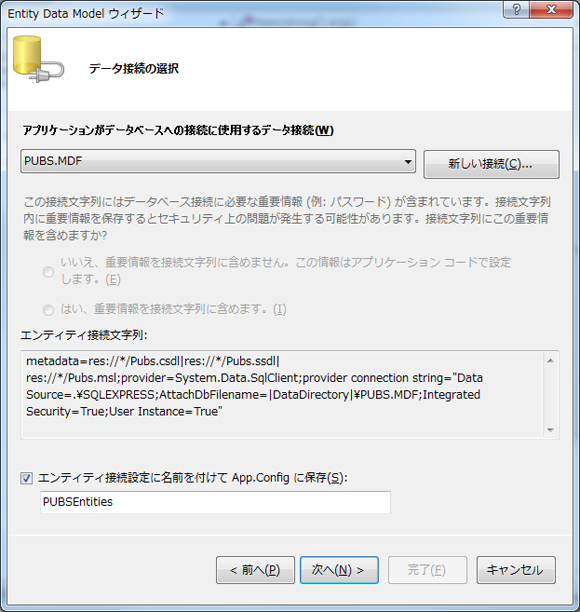 Entity Data Model ウィザード
データ接続の選択
アプリケーションがデータベースへの接続に使用するデータ接続(W)
PUBS.MDF
新しい接続(C)...
この接続文字列にはデータベース接続に必要な重要情報 (例: パスワード) が含まれています。接続文字列
内に重要情報を保存するとセキュリティ上の問題が発生する可能性があります。接続文字列にこの重要情
報を含めますか?
いいえ、重要情報を接続文字列に含めません。この情報はアプリケーション コードで設定
します。(E)
はい、重要情報を接続文字列に含めます。(I)
エンティティ接続文字列:
metadata=res://*/Pubs.csdl|res://*/Pubs.ssdl|
res://*/Pubs.msl;provider=System.Data.SqlClient;provider connection string="Data
Source=.¥SQLEXPRESS;AttachDbFilename=|DataDirectory|¥PUBS.MDF;Integrated
Security=True;User Instance=True"
エンティティ接続設定に名前を付けて App.Config に保存(S):
PUBSEntities
< 前へ(P)
次へ(N) >
完了(F)
キャンセル